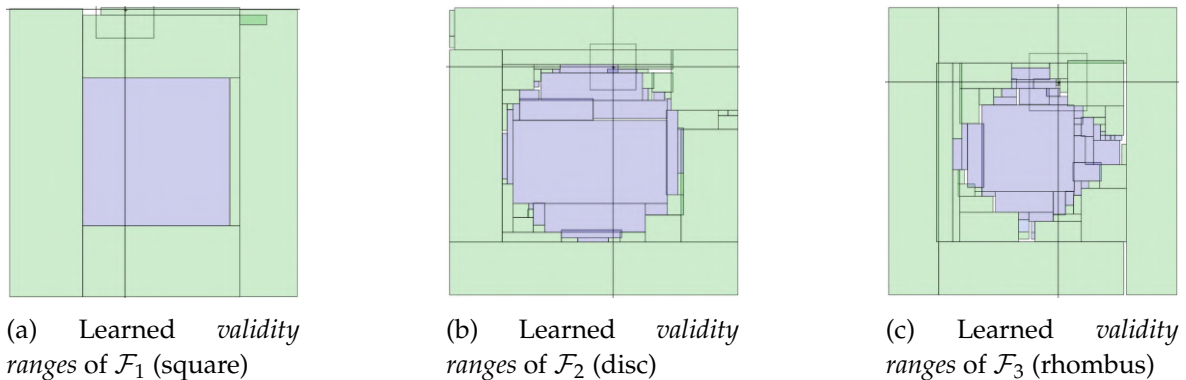 (a) Learned validity
ranges of F₁ (square)
(b) Learned validity
ranges of F₂ (disc)
(c) Learned validity
ranges of F₃ (rhombus)